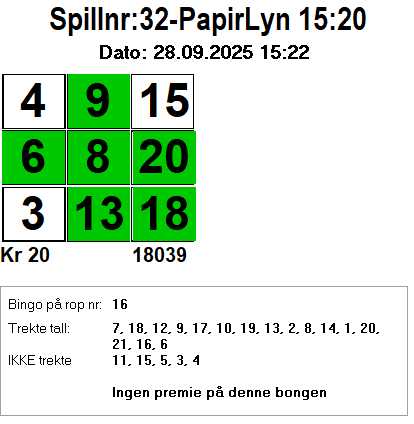 Spillnr:32-PapirLyn 15:20
Dato: 28.09.2025 15:22
4 9 15
6 8 20
3 13 18
Kr 20 18039
Bingo på rop nr: 16
Trekte tall: 7, 18, 12, 9, 17, 10, 19, 13, 2, 8, 14, 1, 20,
21, 16, 6
IKKE trekte 11, 15, 5, 3, 4
Ingen premie på denne bongen